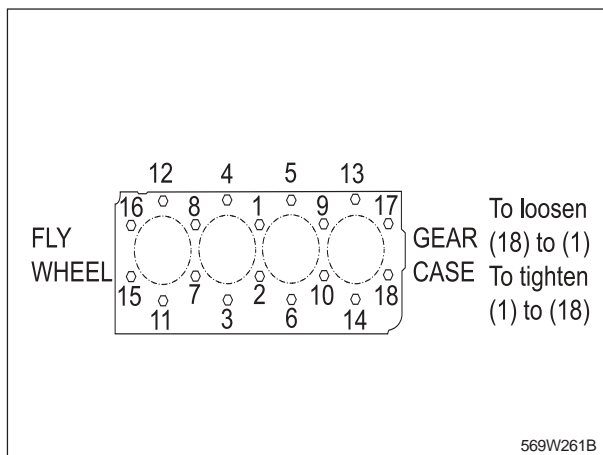 12 4 5 13
16 8 1 9 17
FLY
WHEEL
GEAR
CASE
15 7 2 10 18
11 3 6 14
To loosen
(18) to (1)
To tighten
(1) to (18)
569W261B